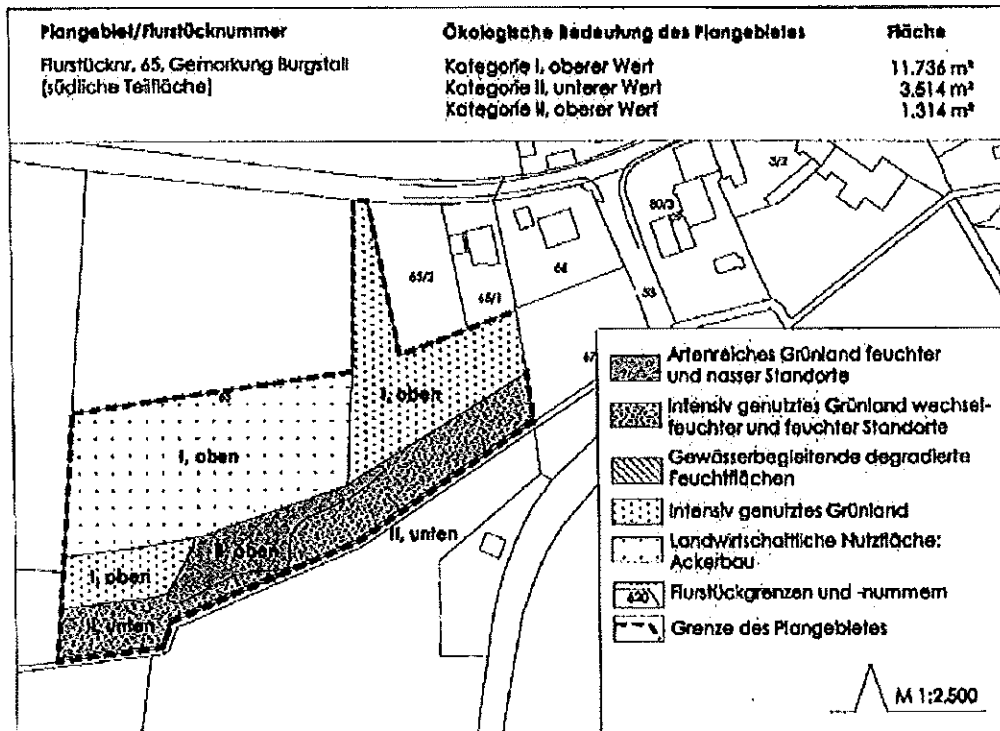 Plangebiet/Flurstücknummer
Flurstücknr. 65, Gemarkung Burgstall
(südliche Teilfläche)
Ökologische Bedeutung des Plangebietes
Kategorie I, oberer Wert
Kategorie II, unterer Wert
Kategorie II, oberer Wert
Fläche
11.736 m²
3.514 m²
1.314 m²
3/2
80/3
65/2
65/1
53
67
I, oben
I, oben
II, oben
II, unten
I, oben
II, unten
Artenreiches Grünland feuchter
und nasser Standorte
Intensiv genutztes Grünland wechsel-
feuchter und feuchter Standorte
Gewässerbegleitende degradierte
Feuchtflächen
Intensiv genutztes Grünland
Landwirtschaftliche Nutzfläche:
Ackerbau
620
Flurstückgrenzen und -nummern
Grenze des Plangebietes
M 1:2.500